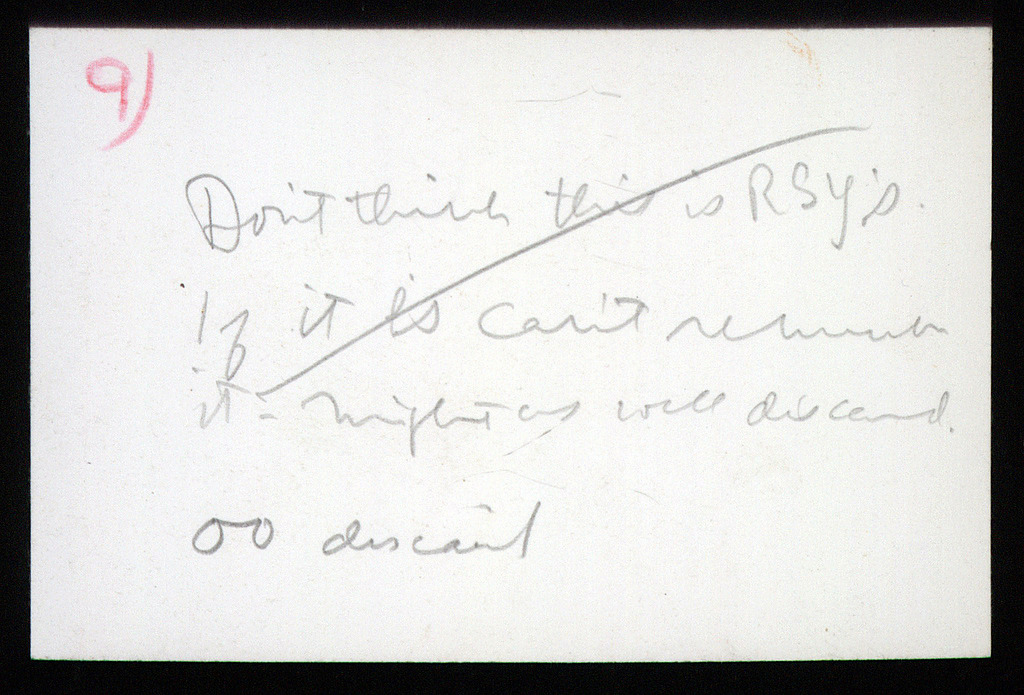 9)
Don't think this is RSY's.
If it is can't remember
it - might as well discard.
OO discard